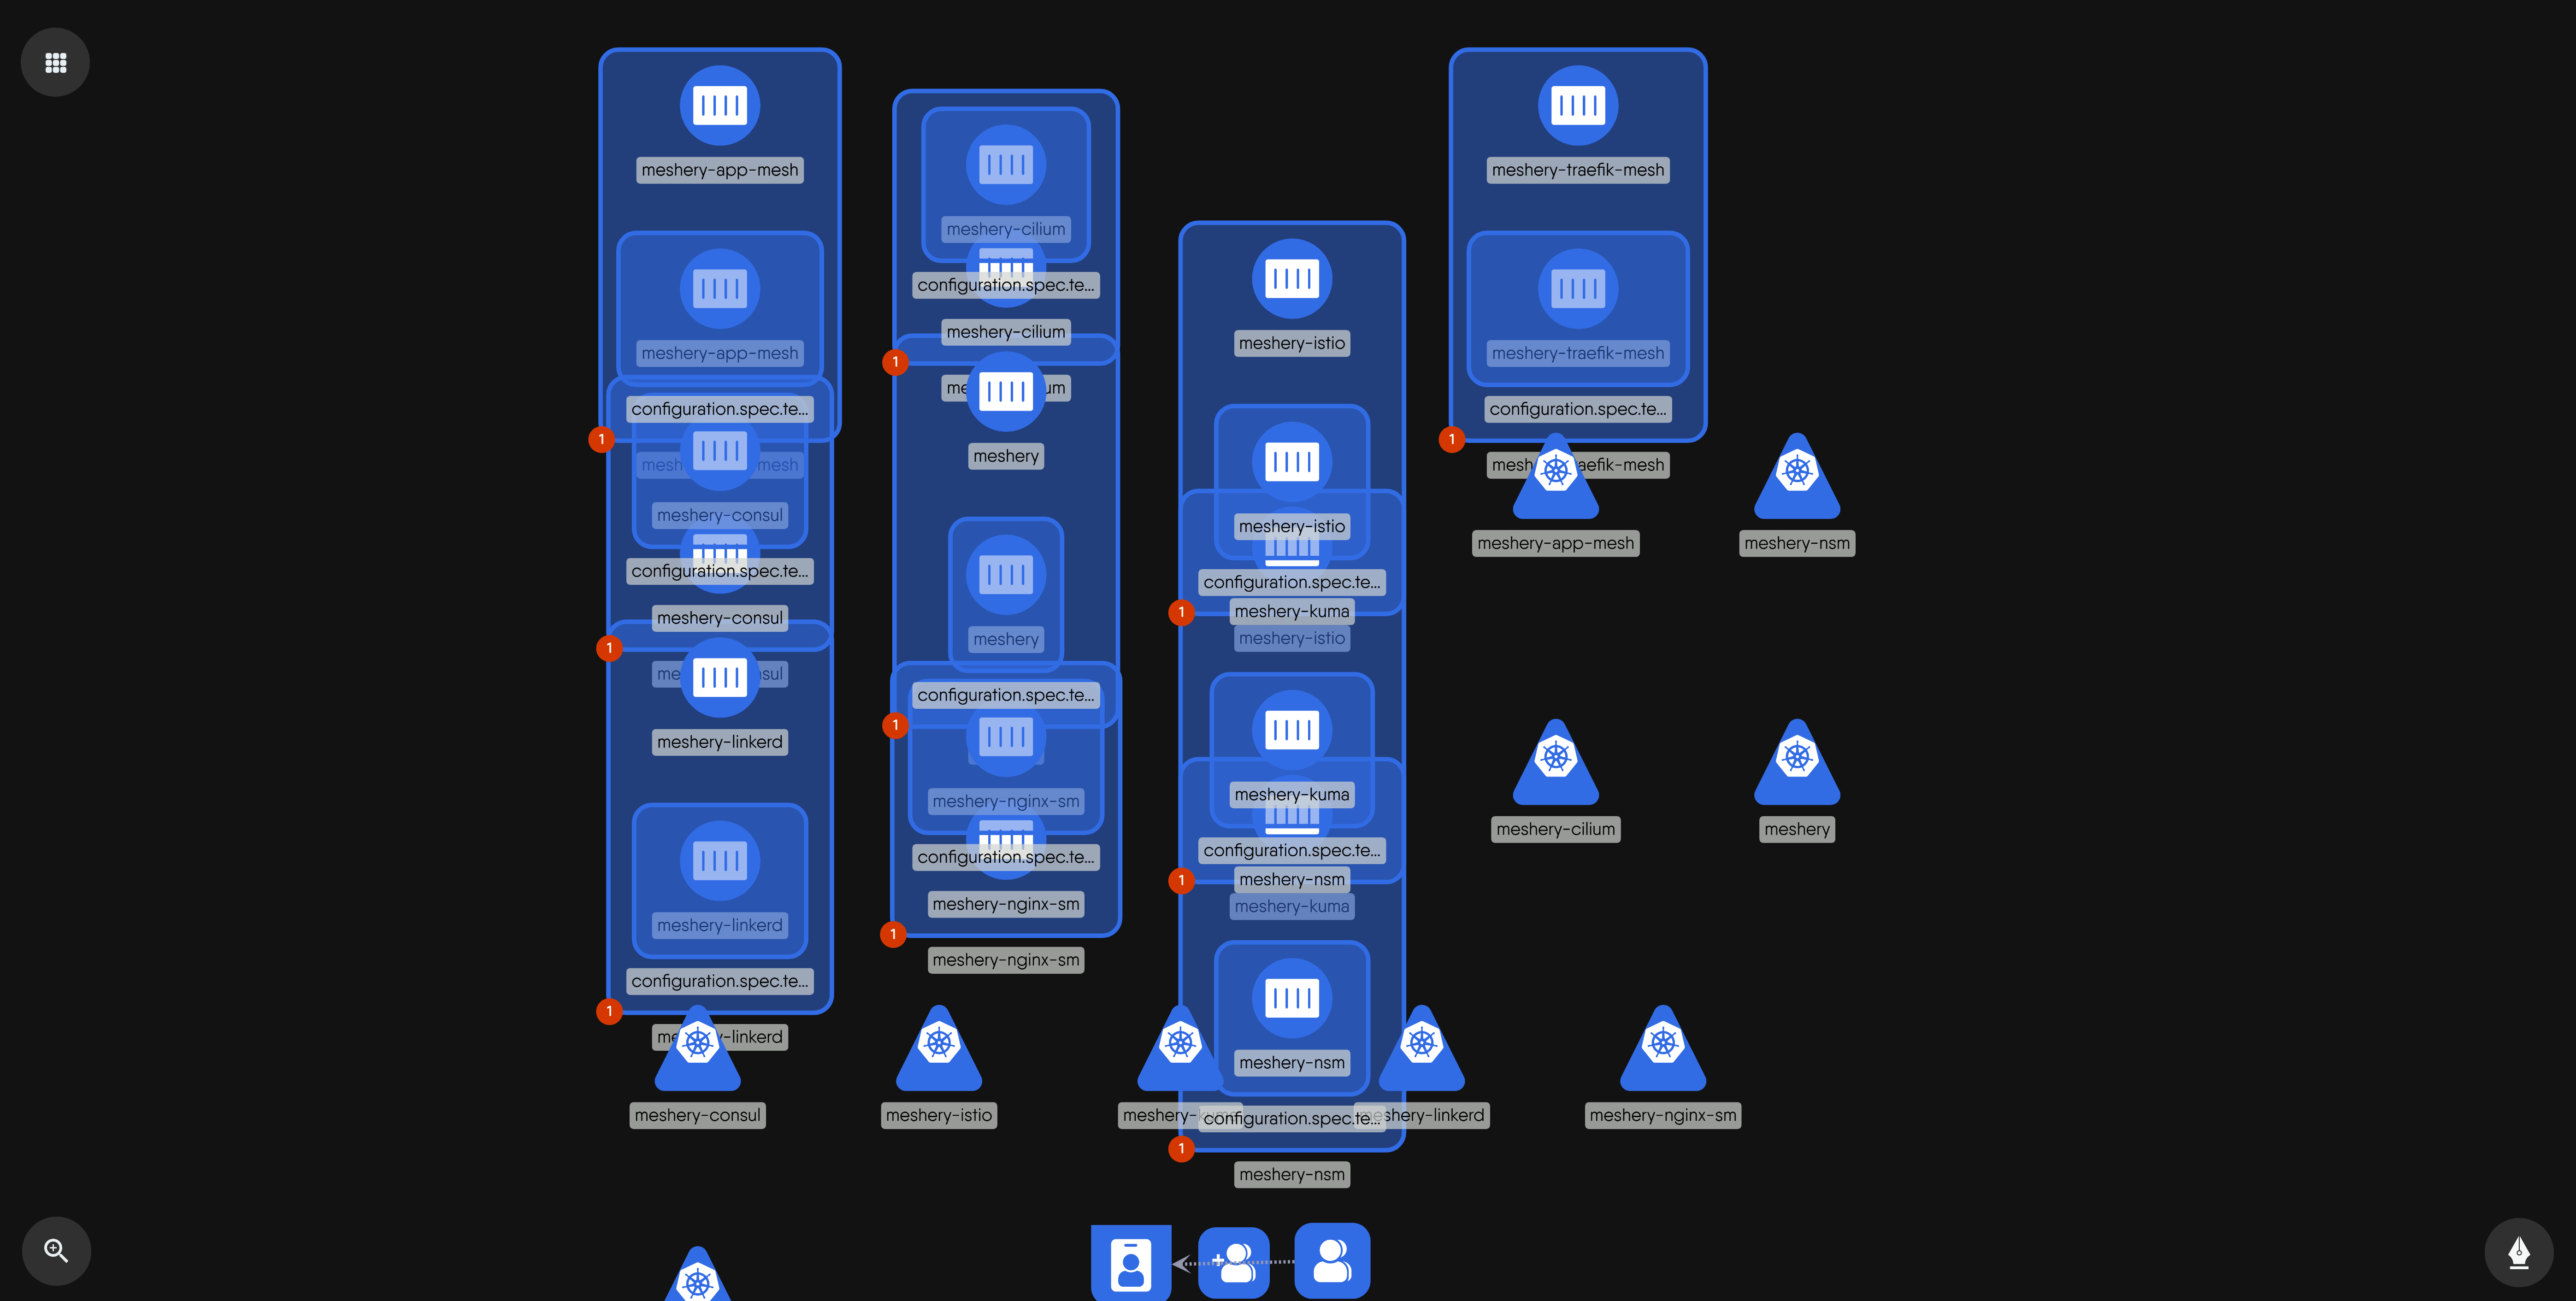 meshery-app-mesh
meshery-app-mesh
configuration.spec.te...
mesh mesh
meshery-consul
configuration.spec.te...
meshery-consul
1
1
me sul
meshery-linkerd
meshery-linkerd
configuration.spec.te...
1
me -linkerd
meshery-cilium
configuration.spec.te...
meshery-cilium
1
me um
meshery
meshery
configuration.spec.te...
1
meshery-nginx-sm
configuration.spec.te...
meshery-nginx-sm
1
meshery-nginx-sm
meshery-istio
meshery-istio
configuration.spec.te...
1
meshery-kuma
meshery-istio
meshery-kuma
configuration.spec.te...
1
meshery-nsm
meshery-kuma
meshery-nsm
configuration.spec.te...
1
meshery-nsm
meshery-traefik-mesh
meshery-traefik-mesh
configuration.spec.te...
1
mesh aefik-mesh
meshery-app-mesh
meshery-nsm
meshery-cilium
meshery
meshery-consul
meshery-istio
meshery-
shery-linkerd
meshery-nginx-sm